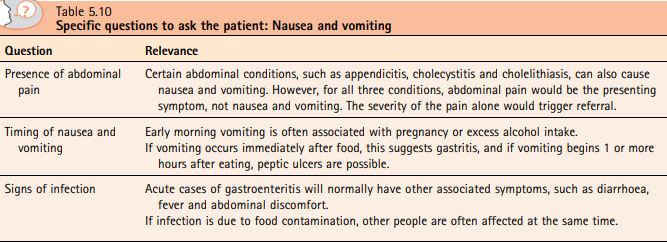 ?
Table 5.10
Specific questions to ask the patient: Nausea and vomiting
Question Relevance
Presence of abdominal Certain abdominal conditions, such as appendicitis, cholecystitis and cholelithiasis, can also cause
pain nausea and vomiting. However, for all three conditions, abdominal pain would be the presenting
symptom, not nausea and vomiting. The severity of the pain alone would trigger referral.
Timing of nausea and Early morning vomiting is often associated with pregnancy or excess alcohol intake.
vomiting If vomiting occurs immediately after food, this suggests gastritis, and if vomiting begins 1 or more
hours after eating, peptic ulcers are possible.
Signs of infection Acute cases of gastroenteritis will normally have other associated symptoms, such as diarrhoea,
fever and abdominal discomfort.
If infection is due to food contamination, other people are often affected at the same time.